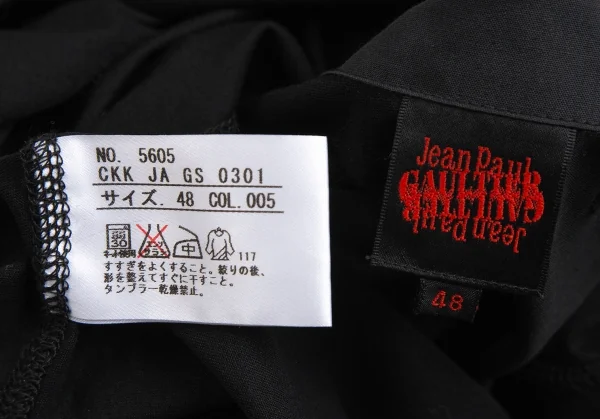 NO. 5605
CKK JA GS 0301
サイズ. 48 COL.005
30
117
すすぎをよくすること。絞りの後、
形を整えてすぐに干すこと。
タンブラー乾燥禁止。
Jean Paul
GAULTIER
GAULTIER
Jean Paul
48